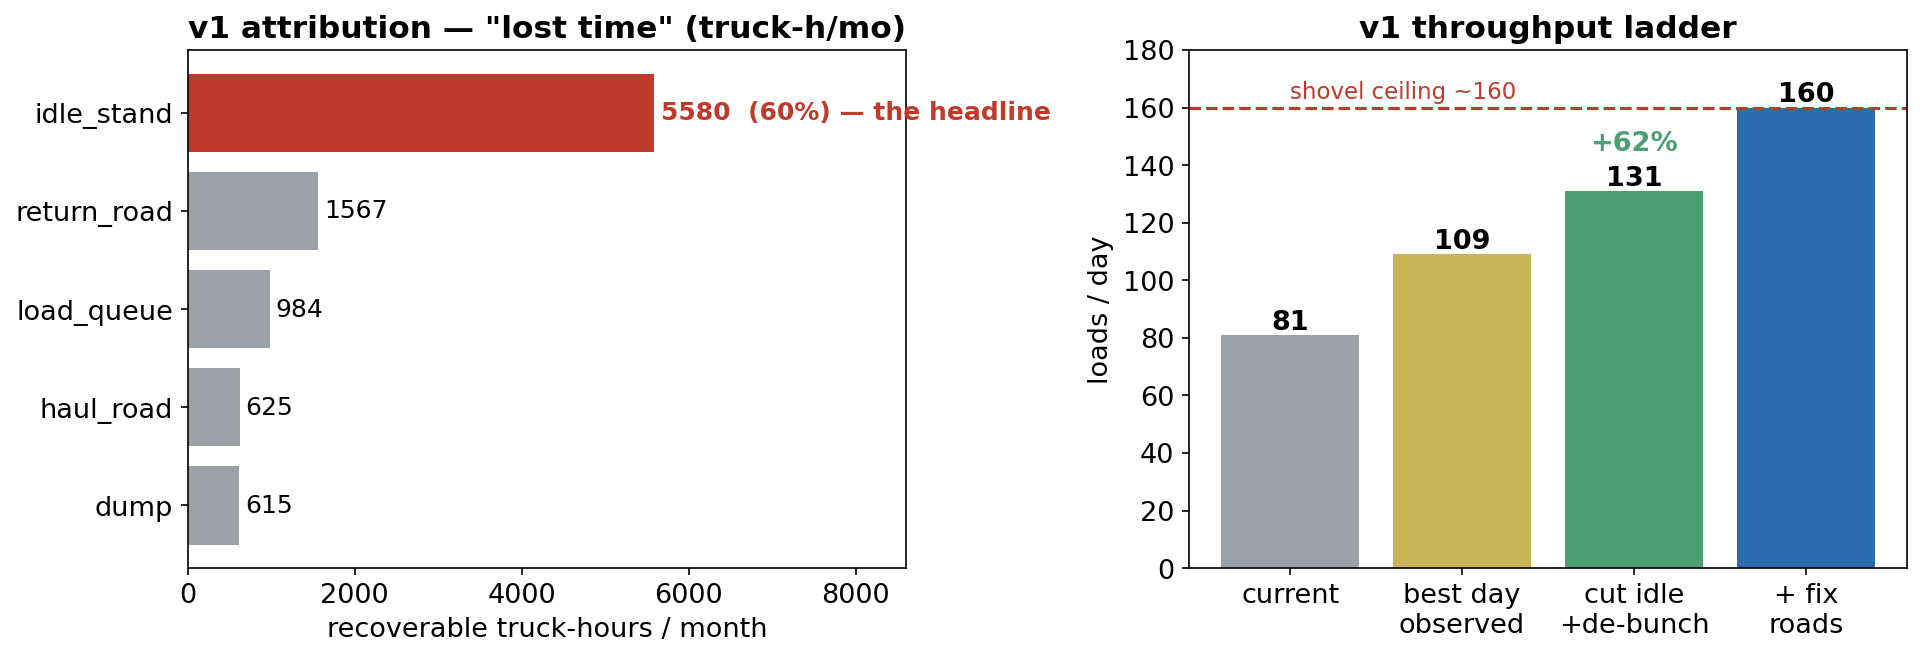 v1 attribution — "lost time" (truck-h/mo)
idle_stand
5580  (60%) — the headline
return_road
1567
load_queue
984
haul_road
625
dump
615
0
2000
4000
6000
8000
recoverable truck-hours / month
v1 throughput ladder
loads / day
180
160
140
120
100
80
60
40
20
0
shovel ceiling ~160
81
109
+62%
131
160
current
best day
observed
cut idle
+de-bunch
+ fix
roads